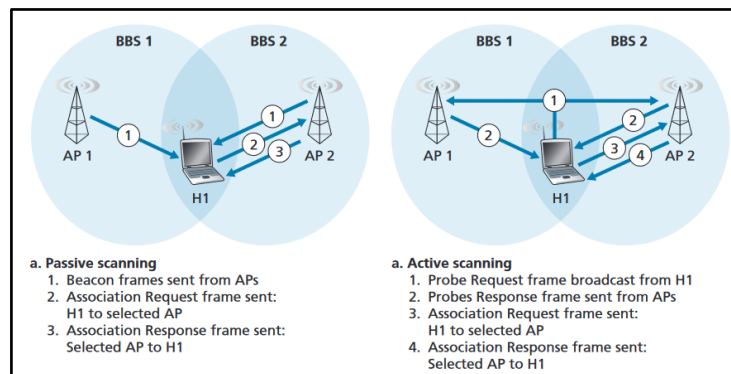 BBS 1
BBS 2
1
1
2
3
AP 1
AP 2
H1
a. Passive scanning
1. Beacon frames sent from APs
2. Association Request frame sent:
H1 to selected AP
3. Association Response frame sent:
Selected AP to H1
BBS 1
BBS 2
1
2
2
3
4
AP 1
AP 2
H1
a. Active scanning
1. Probe Request frame broadcast from H1
2. Probes Response frame sent from APs
3. Association Request frame sent:
H1 to selected AP
4. Association Response frame sent:
Selected AP to H1